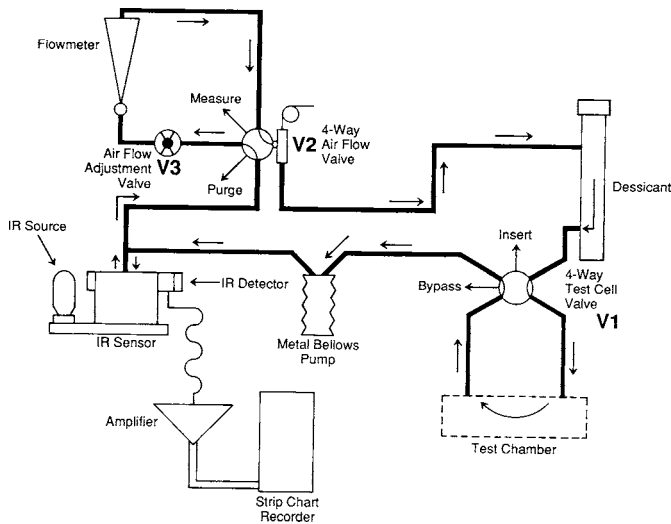 Flowmeter
Measure
V2
4-Way
Air Flow
Valve
Air Flow
Adjustment
Valve
V3
Purge
Dessicant
IR Source
IR Detector
Insert
Bypass
4-Way
Test Cell
Valve
V1
IR Sensor
Metal Bellows
Pump
Amplifier
Test Chamber
Strip Chart
Recorder